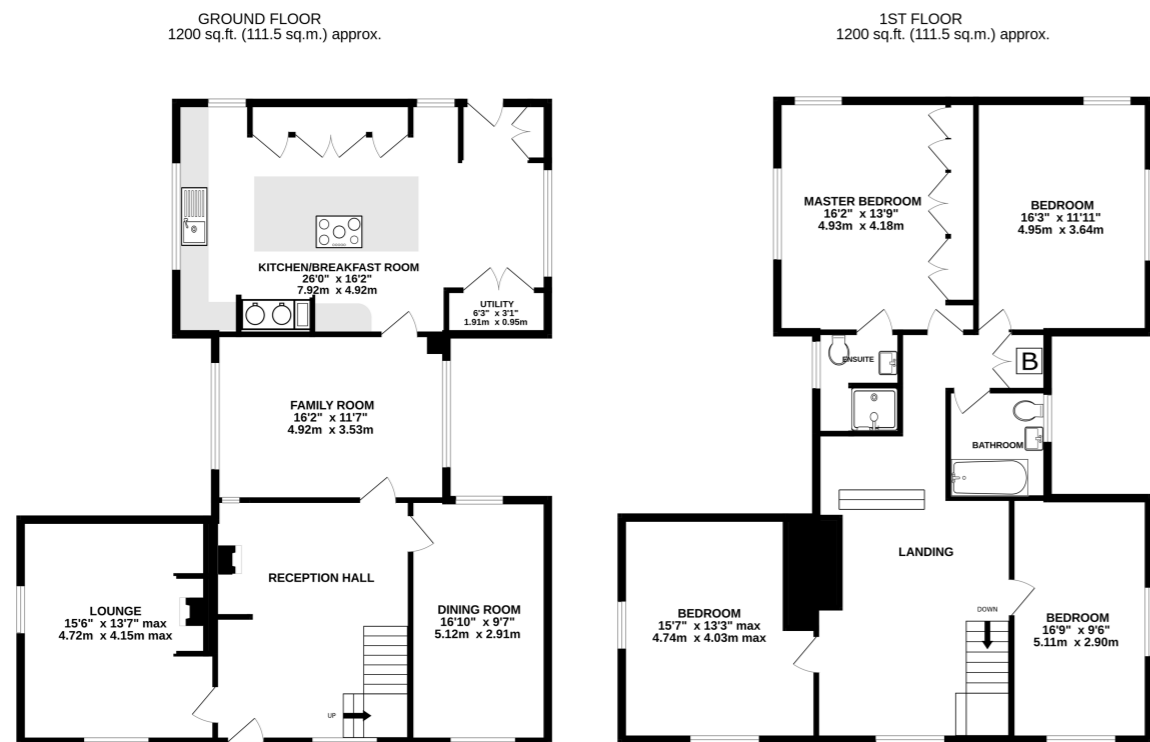 GROUND FLOOR
1200 sq.ft. (111.5 sq.m.) approx.
KITCHEN/BREAKFAST ROOM
26'0" x 16'2"
7.92m x 4.92m
UTILITY
6'3" x 3'1"
1.91m x 0.95m
FAMILY ROOM
16'2" x 11'7"
4.92m x 3.53m
RECEPTION HALL
LOUNGE
15'6" x 13'7" max
4.72m x 4.15m max
DINING ROOM
16'10" x 9'7"
5.12m x 2.91m
UP
1ST FLOOR
1200 sq.ft. (111.5 sq.m.) approx.
MASTER BEDROOM
16'2" x 13'9"
4.93m x 4.18m
BEDROOM
16'3" x 11'11"
4.95m x 3.64m
ENSUITE
B
BATHROOM
LANDING
BEDROOM
15'7" x 13'3" max
4.74m x 4.03m max
DOWN
BEDROOM
16'9" x 9'6"
5.11m x 2.90m